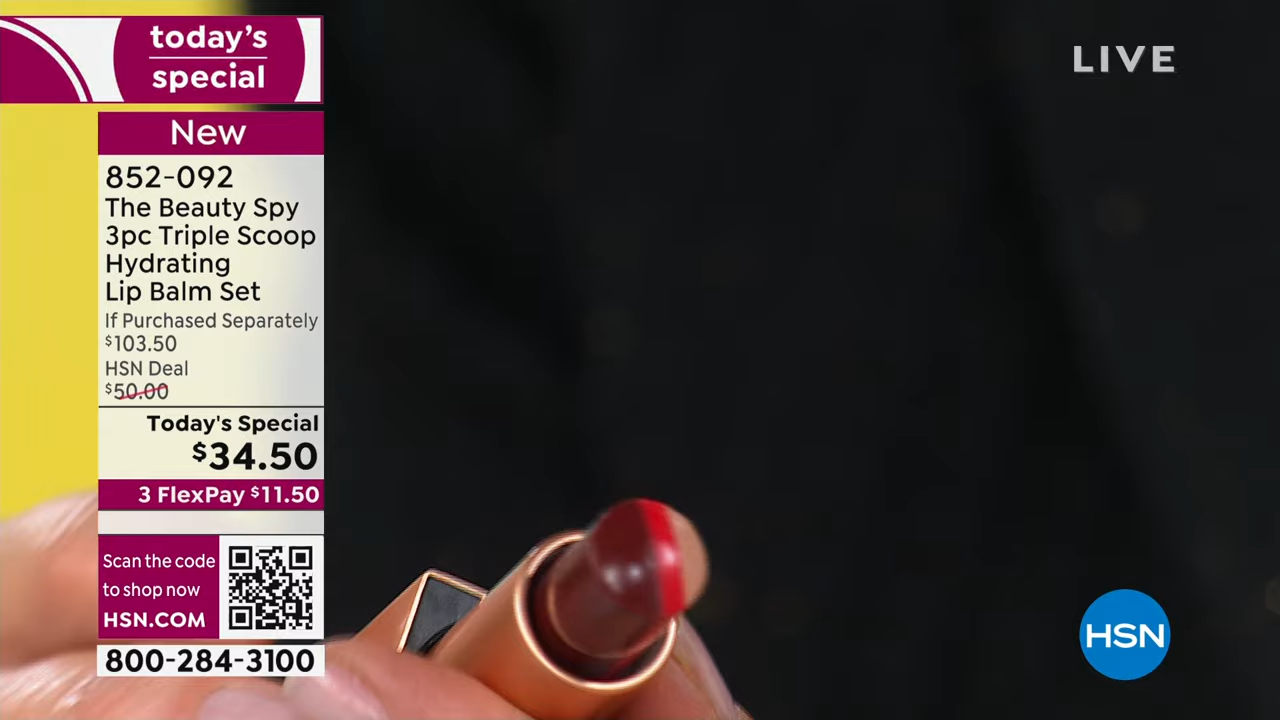 today's
special
LIVE
New
852-092
The Beauty Spy
3pc Triple Scoop
Hydrating
Lip Balm Set
If Purchased Separately
$103.50
HSN Deal
$50.00
Today's Special
$34.50
3 FlexPay $11.50
Scan the code
to shop now
HSN.COM
800-284-3100
HSN